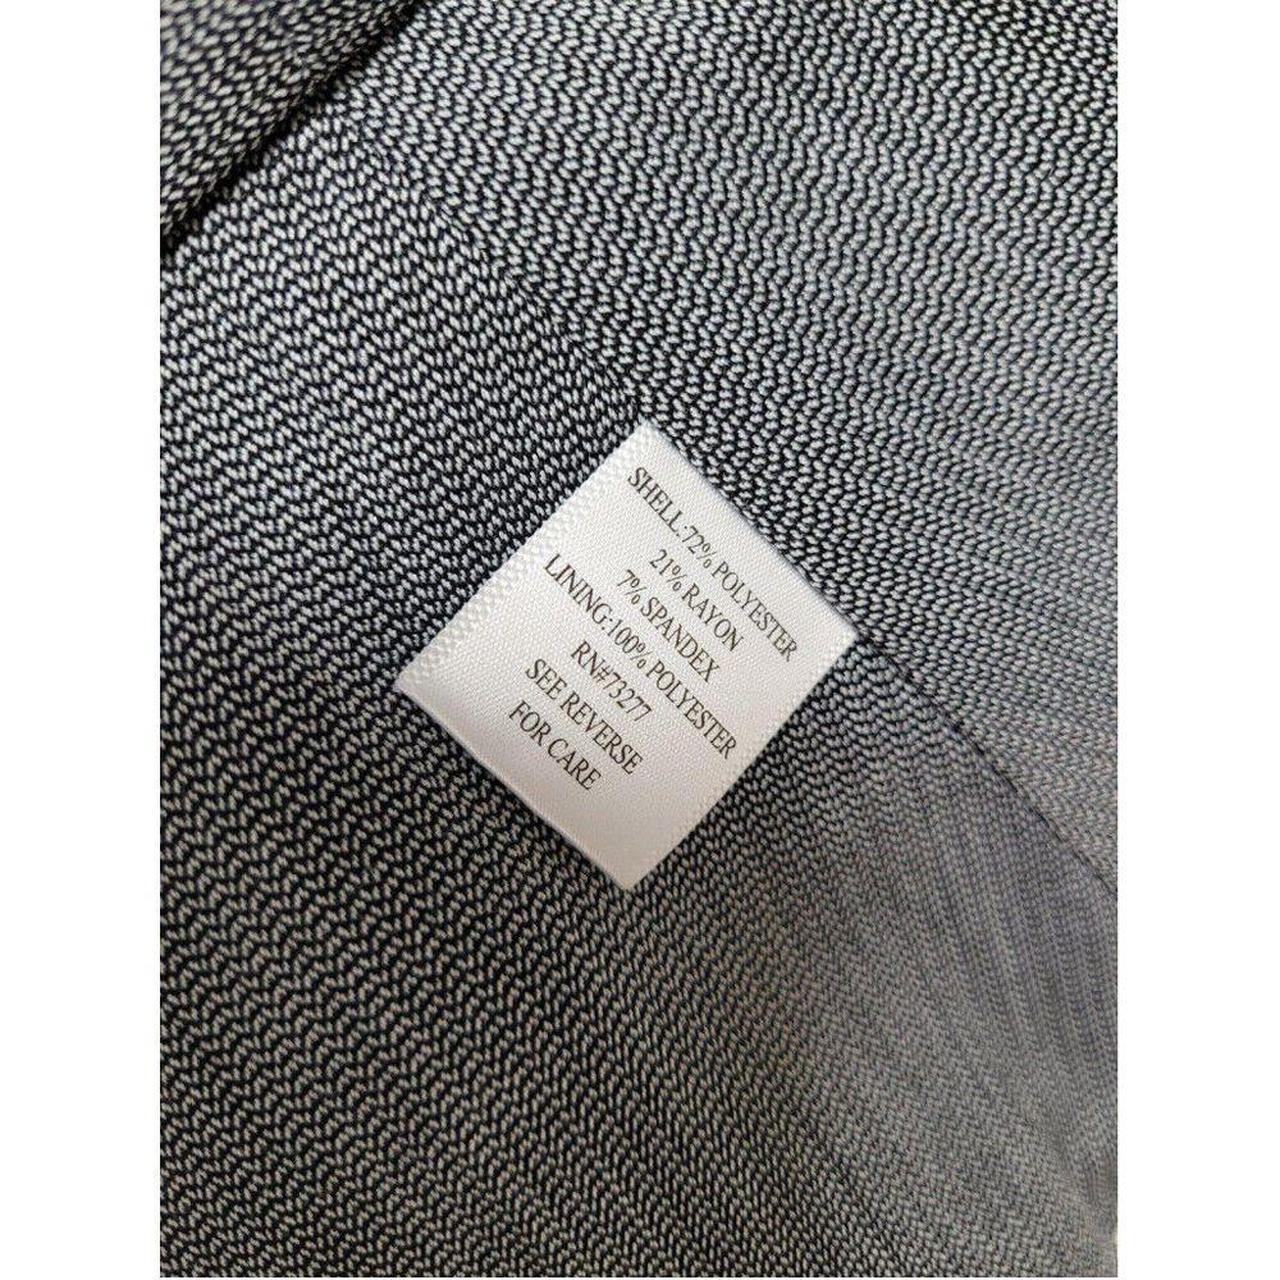 SHELL:72% POLYESTER
21% RAYON
7% SPANDEX
LINING:100% POLYESTER
RN#73277
SEE REVERSE
FOR CARE